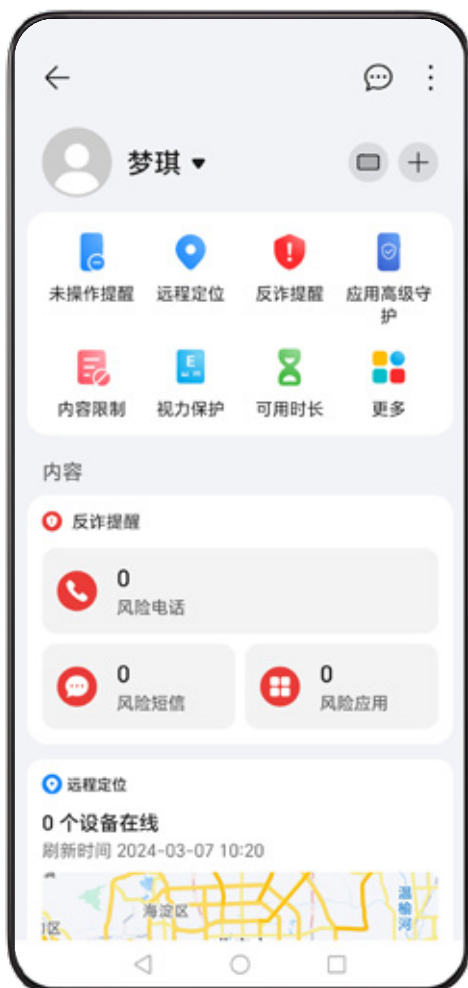 梦琪
未操作提醒 远程定位 反诈提醒 应用高级守
护
内容限制 视力保护 可用时长 更多
内容
反诈提醒
0
风险电话
0
风险短信
0
风险应用
远程定位
0 个设备在线
刷新时间 2024-03-07 10:20
海淀区
温榆河